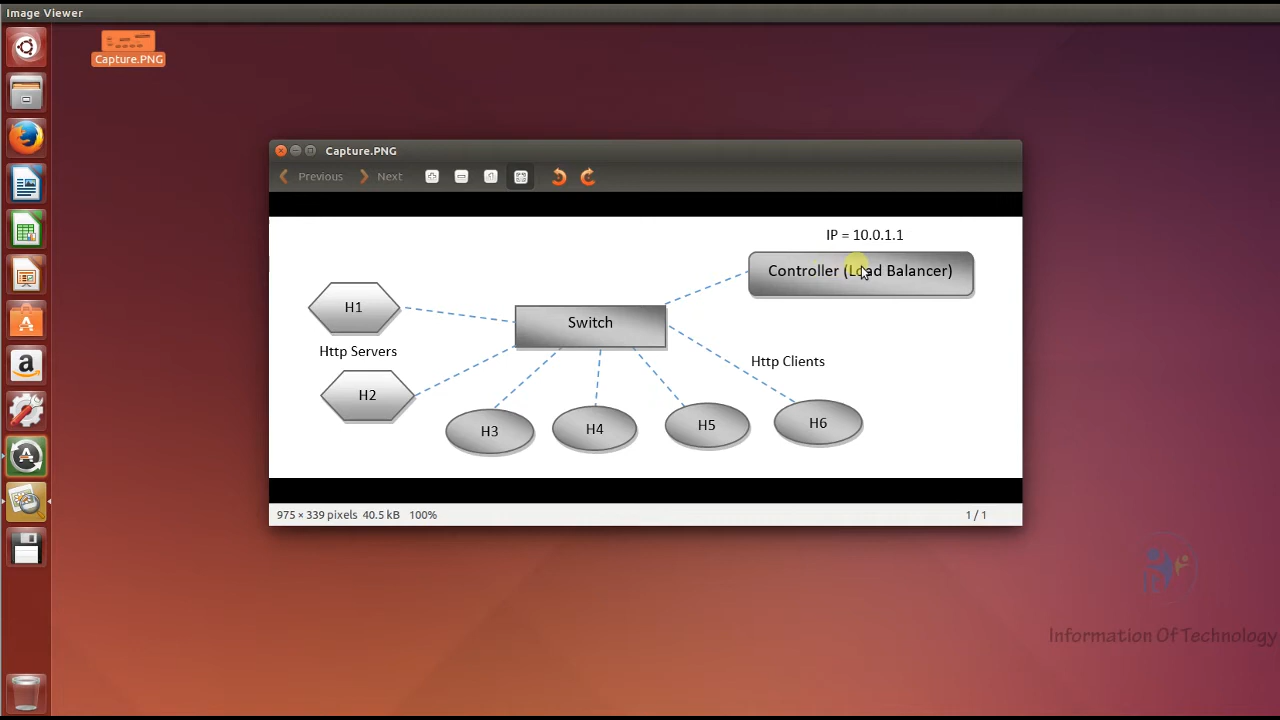 Image Viewer
Capture.PNG
Capture.PNG
Previous
Next
IP = 10.0.1.1
Controller (Load Balancer)
H1
Switch
Http Servers
Http Clients
H2
H3
H4
H5
H6
975 × 339 pixels 40.5 kB 100%
1 / 1
Information Of Technology